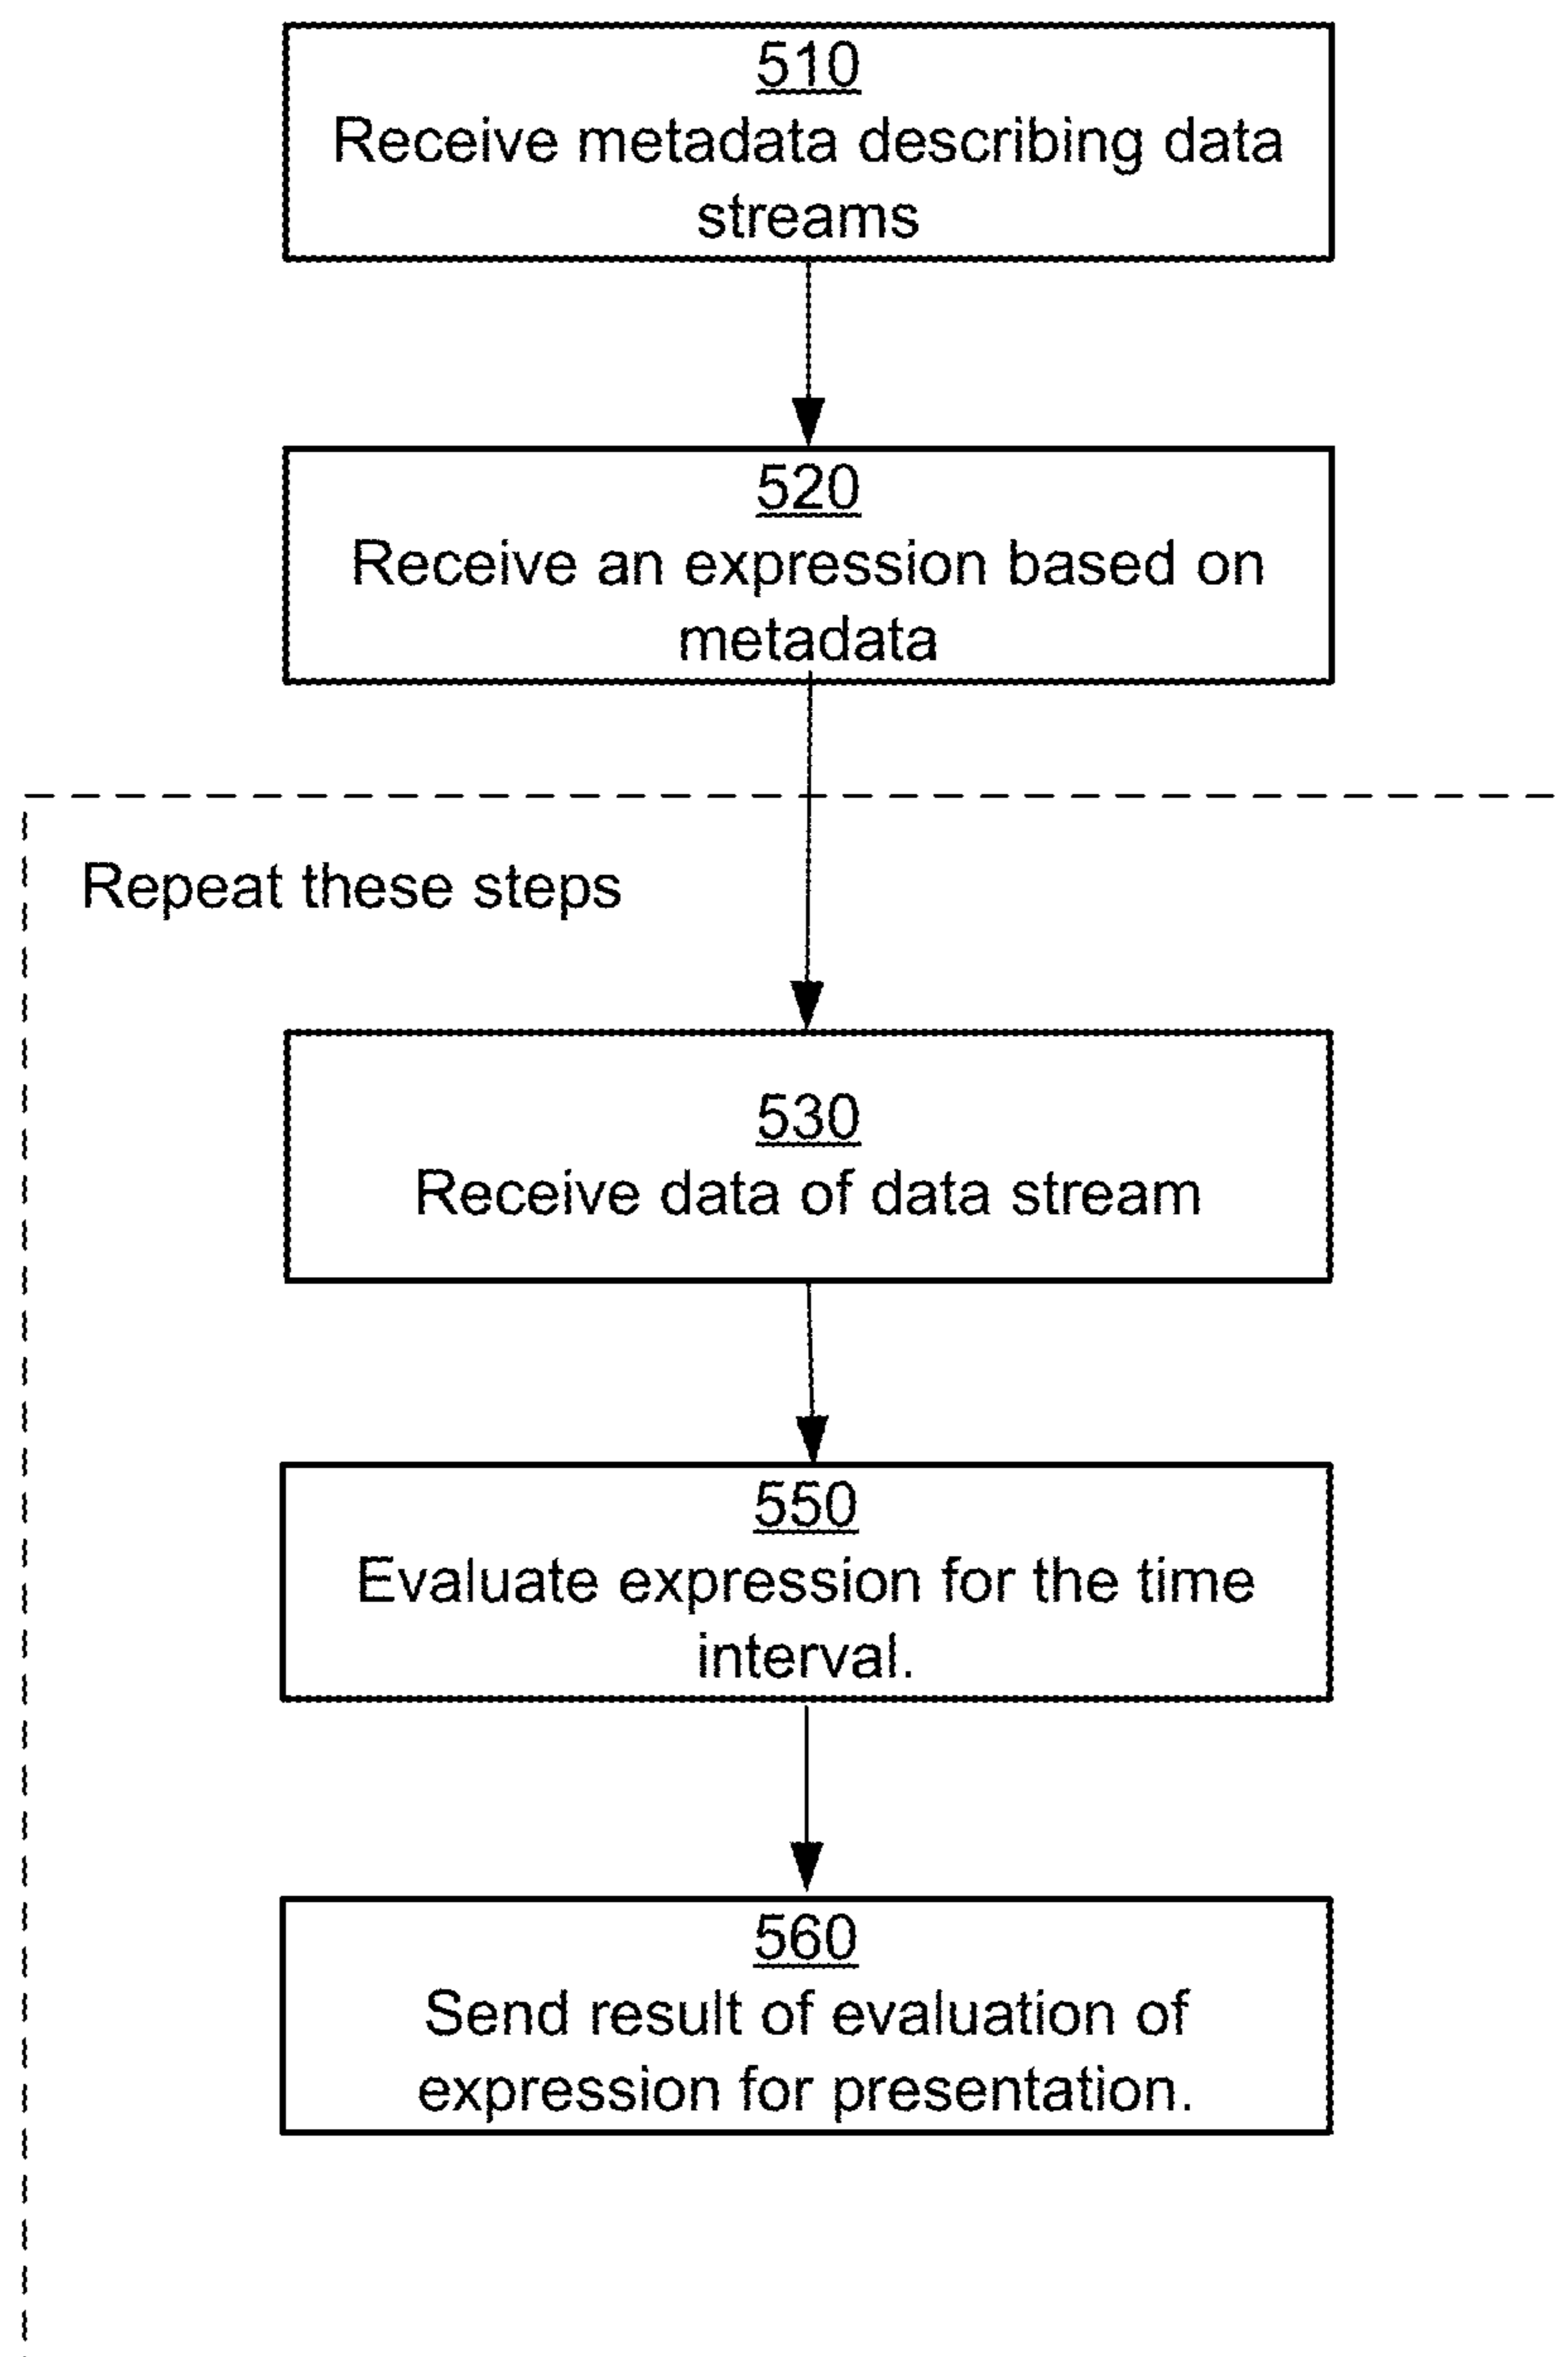 510
Receive metadata describing data
streams
520
Receive an expression based on
metadata
Repeat these steps
530
Receive data of data stream
550
Evaluate expression for the time
interval.
560
Send result of evaluation of
expression for presentation.